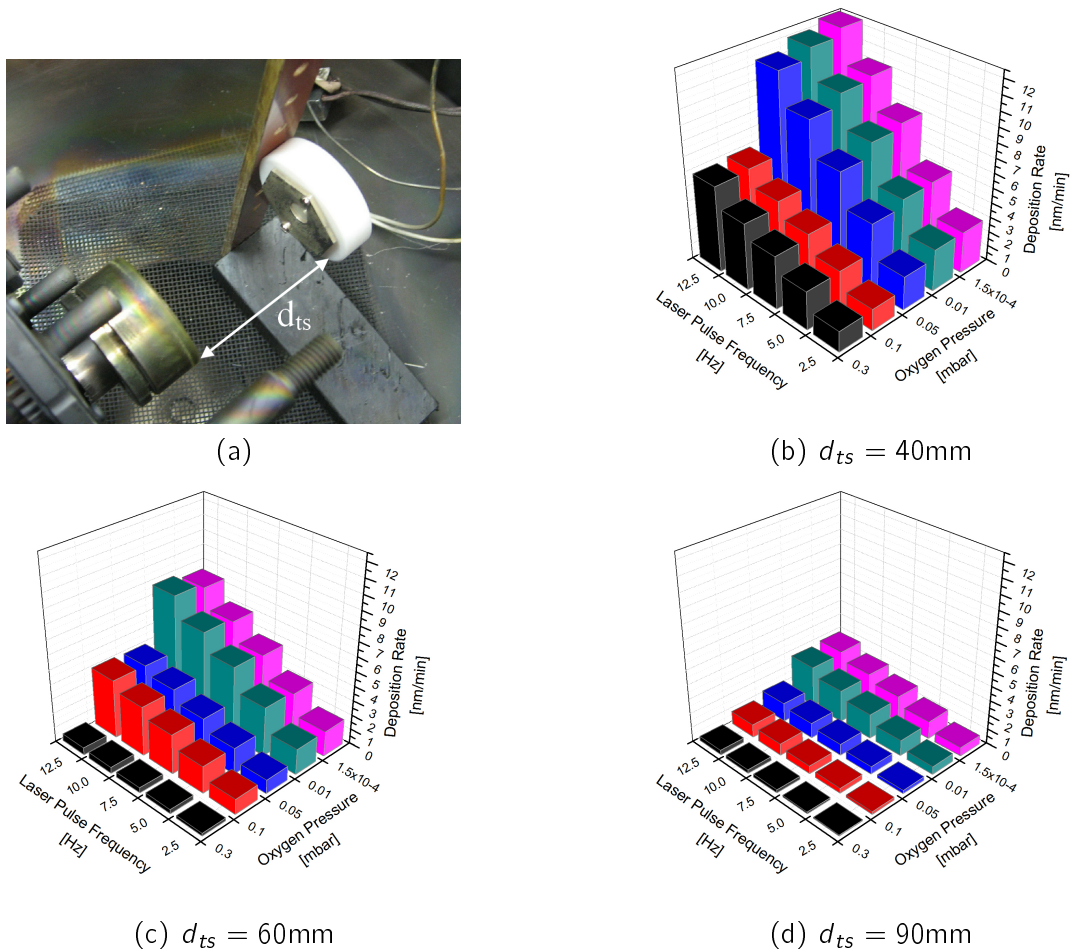 d_ts
(a)
12
11
10
9
8
7
6
5
4
3
2
1
0
Deposition Rate
[nm/min]
12.5
10.0
7.5
5.0
2.5
Laser Pulse Frequency
[Hz]
1.5x10-4
0.01
0.05
0.1
0.3
Oxygen Pressure
[mbar]
(b) d_ts = 40mm
12
11
10
9
8
7
6
5
4
3
2
1
0
Deposition Rate
[nm/min]
12.5
10.0
7.5
5.0
2.5
Laser Pulse Frequency
[Hz]
1.5x10-4
0.01
0.05
0.1
0.3
Oxygen Pressure
[mbar]
(c) d_ts = 60mm
12
11
10
9
8
7
6
5
4
3
2
1
0
Deposition Rate
[nm/min]
12.5
10.0
7.5
5.0
2.5
Laser Pulse Frequency
[Hz]
1.5x10-4
0.01
0.05
0.1
0.3
Oxygen Pressure
[mbar]
(d) d_ts = 90mm